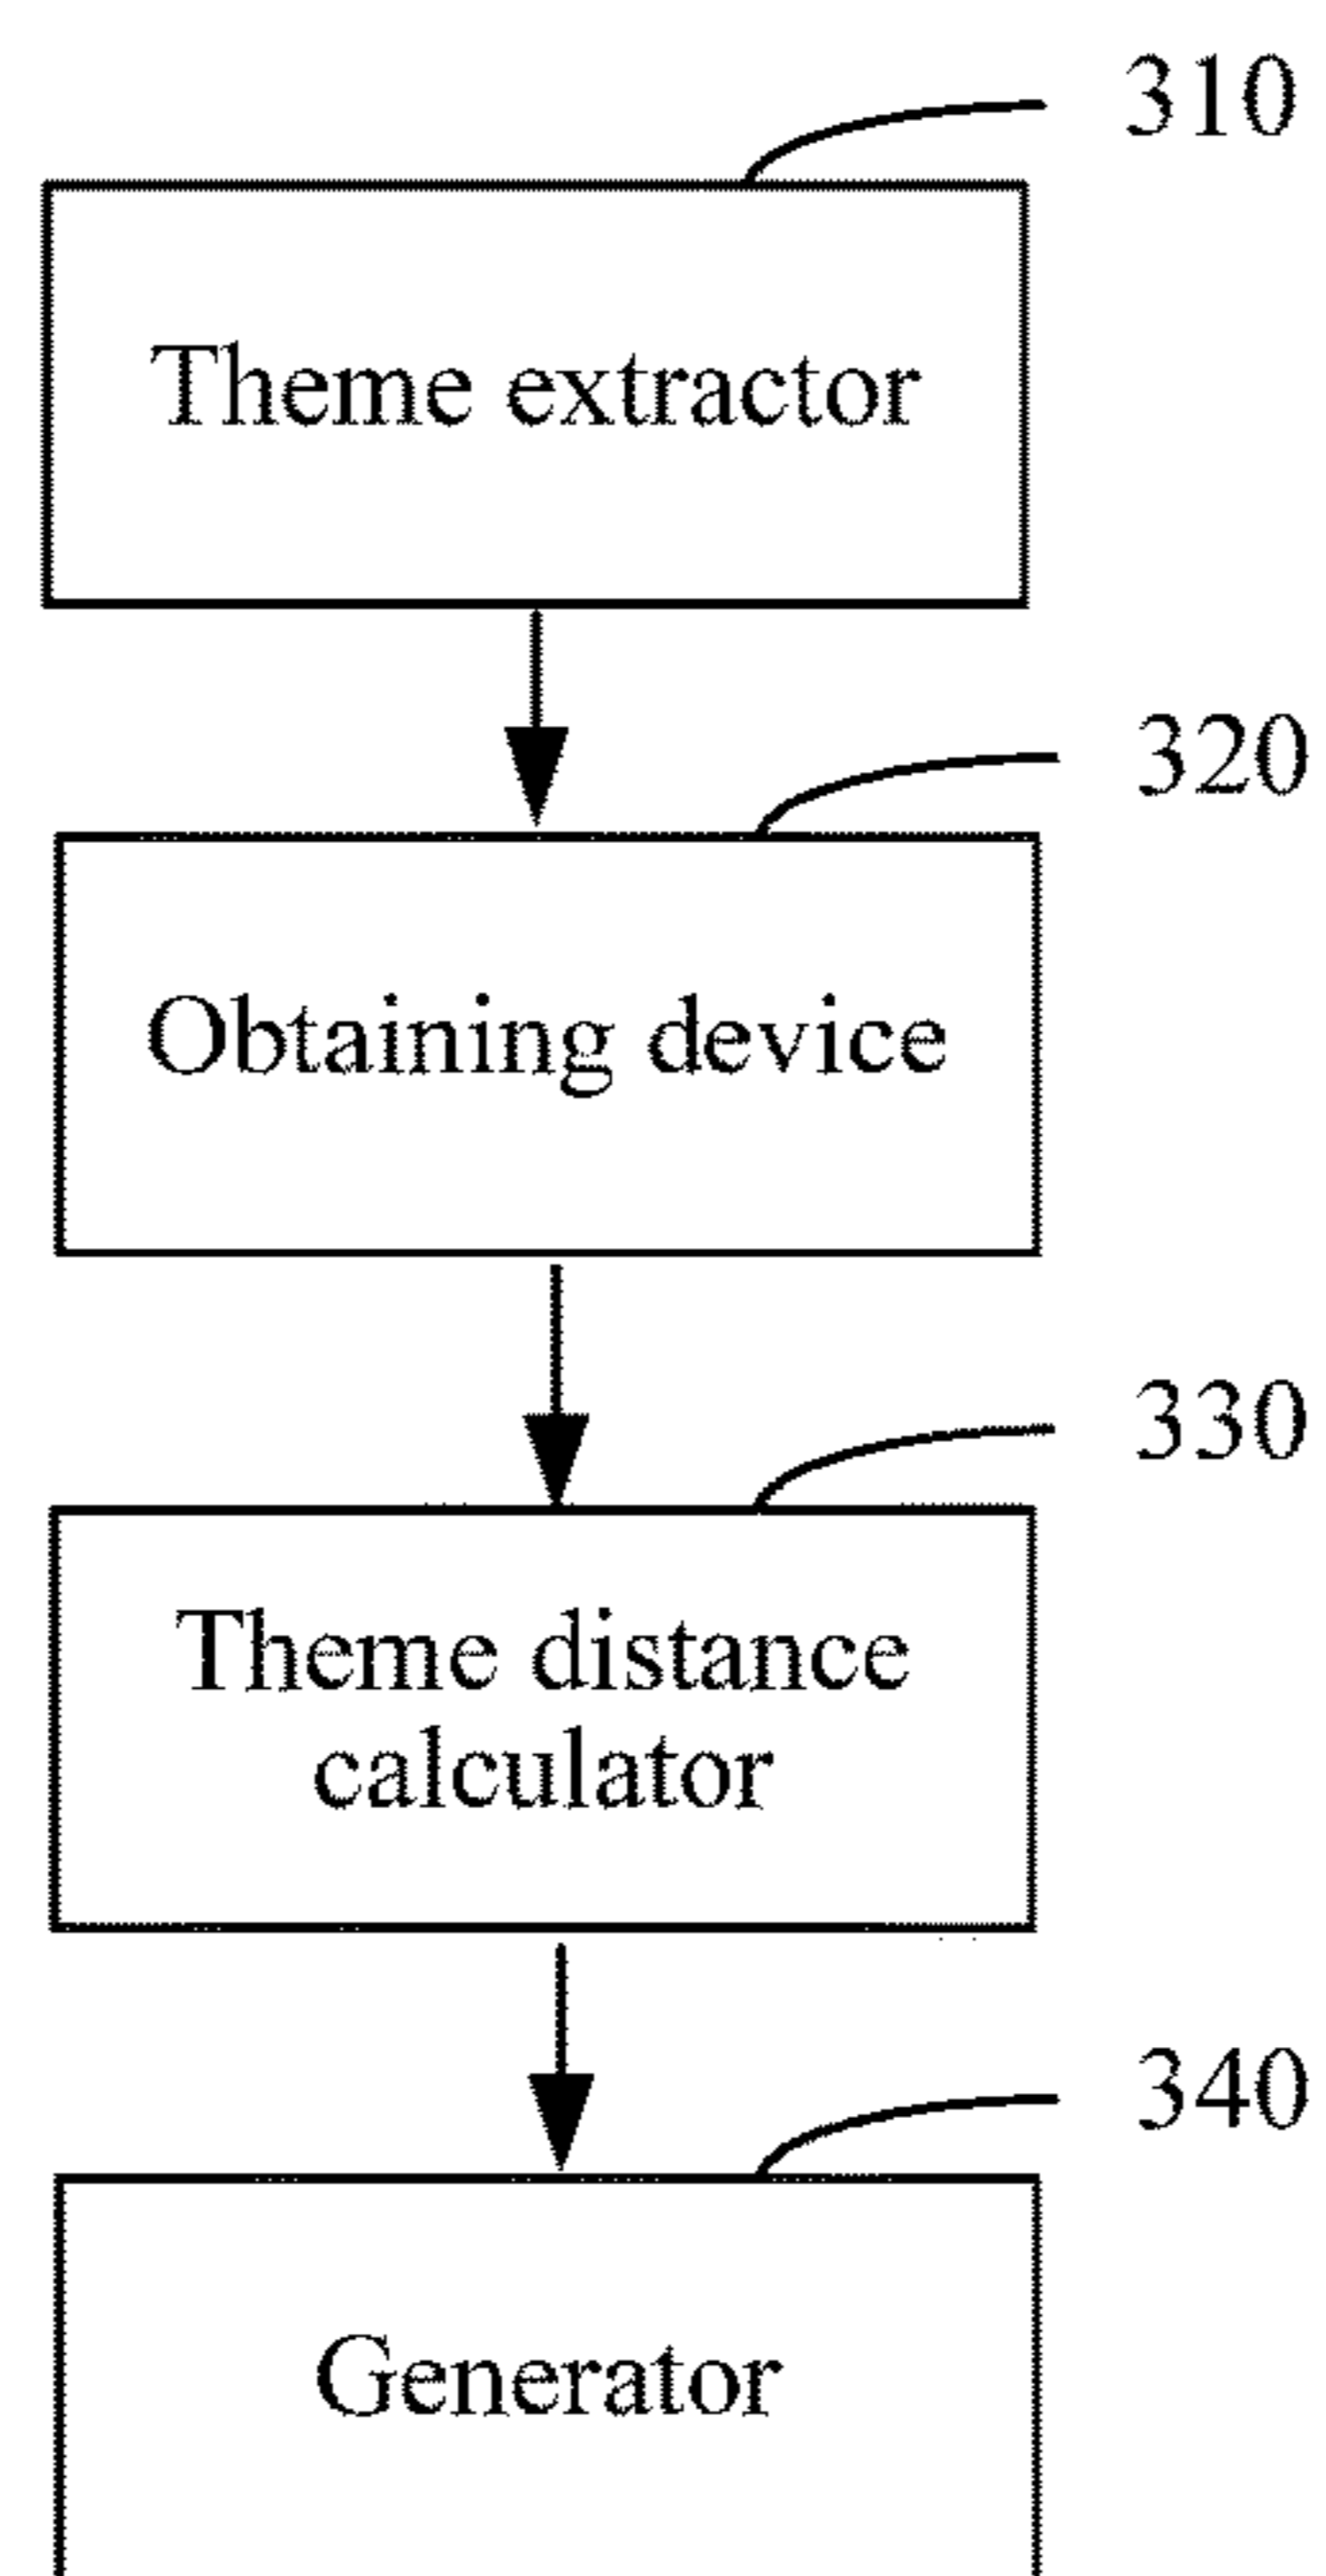 310
Theme extractor
320
Obtaining device
330
Theme distance
calculator
340
Generator